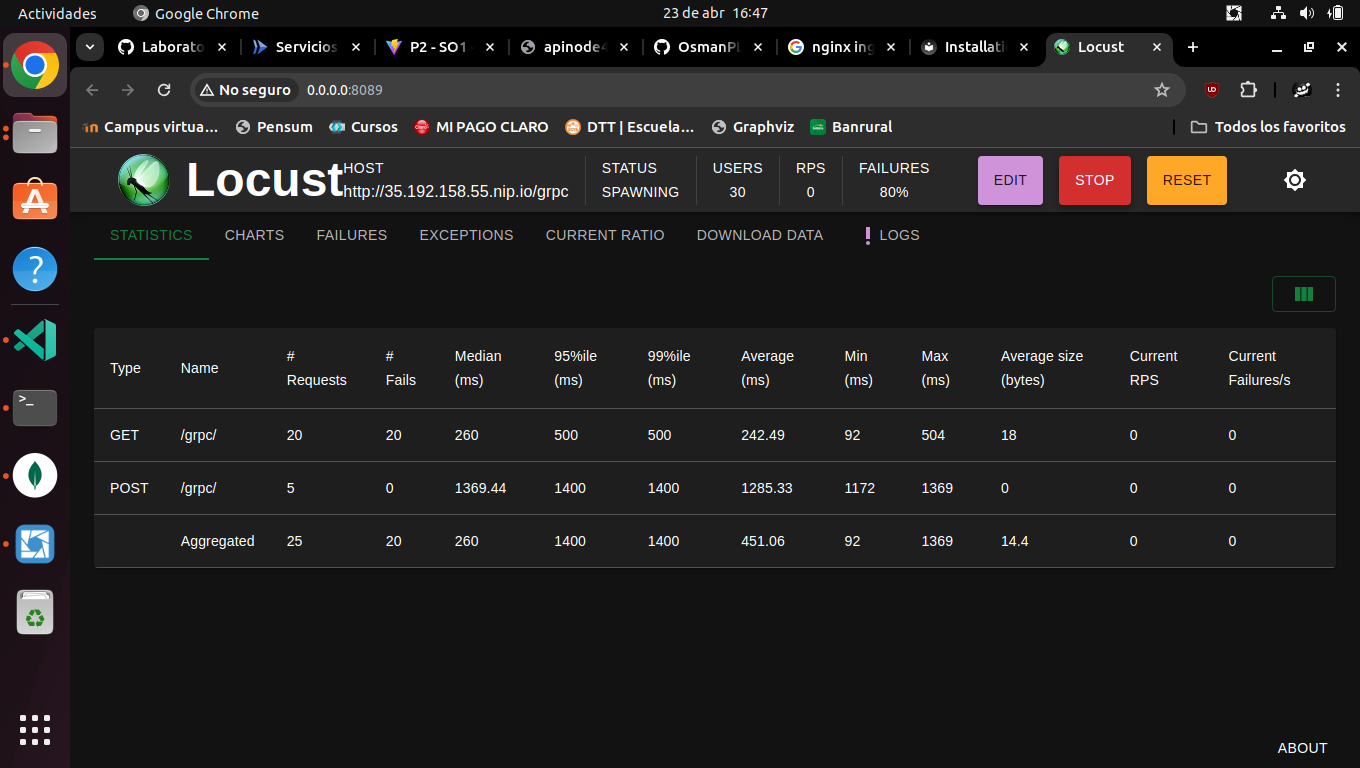 Actividades
Google Chrome
23 de abr 16:47
Laborato
Servicios
P2 - SO1
apinode4
OsmanPl
nginx ing
Installati
Locust
No seguro
0.0.0.0:8089
Campus virtua...
Pensum
Cursos
MI PAGO CLARO
DTT | Escuela...
Graphviz
Banrural
Todos los favoritos
Locust
HOST
http://35.192.158.55.nip.io/grpc
STATUS
SPAWNING
USERS
30
RPS
0
FAILURES
80%
EDIT
STOP
RESET
STATISTICS
CHARTS
FAILURES
EXCEPTIONS
CURRENT RATIO
DOWNLOAD DATA
LOGS
Type
Name
# Requests
# Fails
Median (ms)
95%ile (ms)
99%ile (ms)
Average (ms)
Min (ms)
Max (ms)
Average size (bytes)
Current RPS
Current Failures/s
GET /grpc/ 20 20 260 500 500 242.49 92 504 18 0 0
POST /grpc/ 5 0 1369.44 1400 1400 1285.33 1172 1369 0 0 0
Aggregated 25 20 260 1400 1400 451.06 92 1369 14.4 0 0
ABOUT